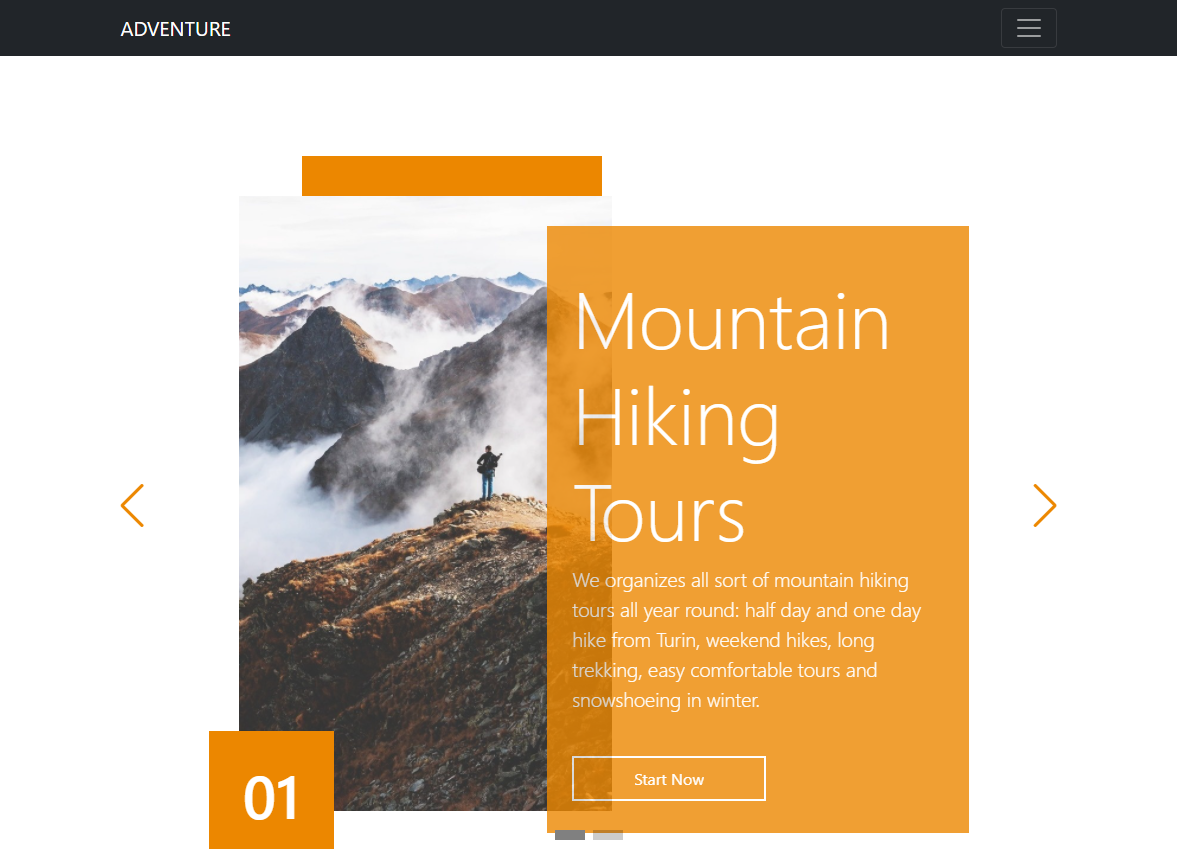 ADVENTURE
Mountain
Hiking
Tours
We organizes all sort of mountain hiking
tours all year round: half day and one day
hike from Turin, weekend hikes, long
trekking, easy comfortable tours and
snowshoeing in winter.
Start Now
01